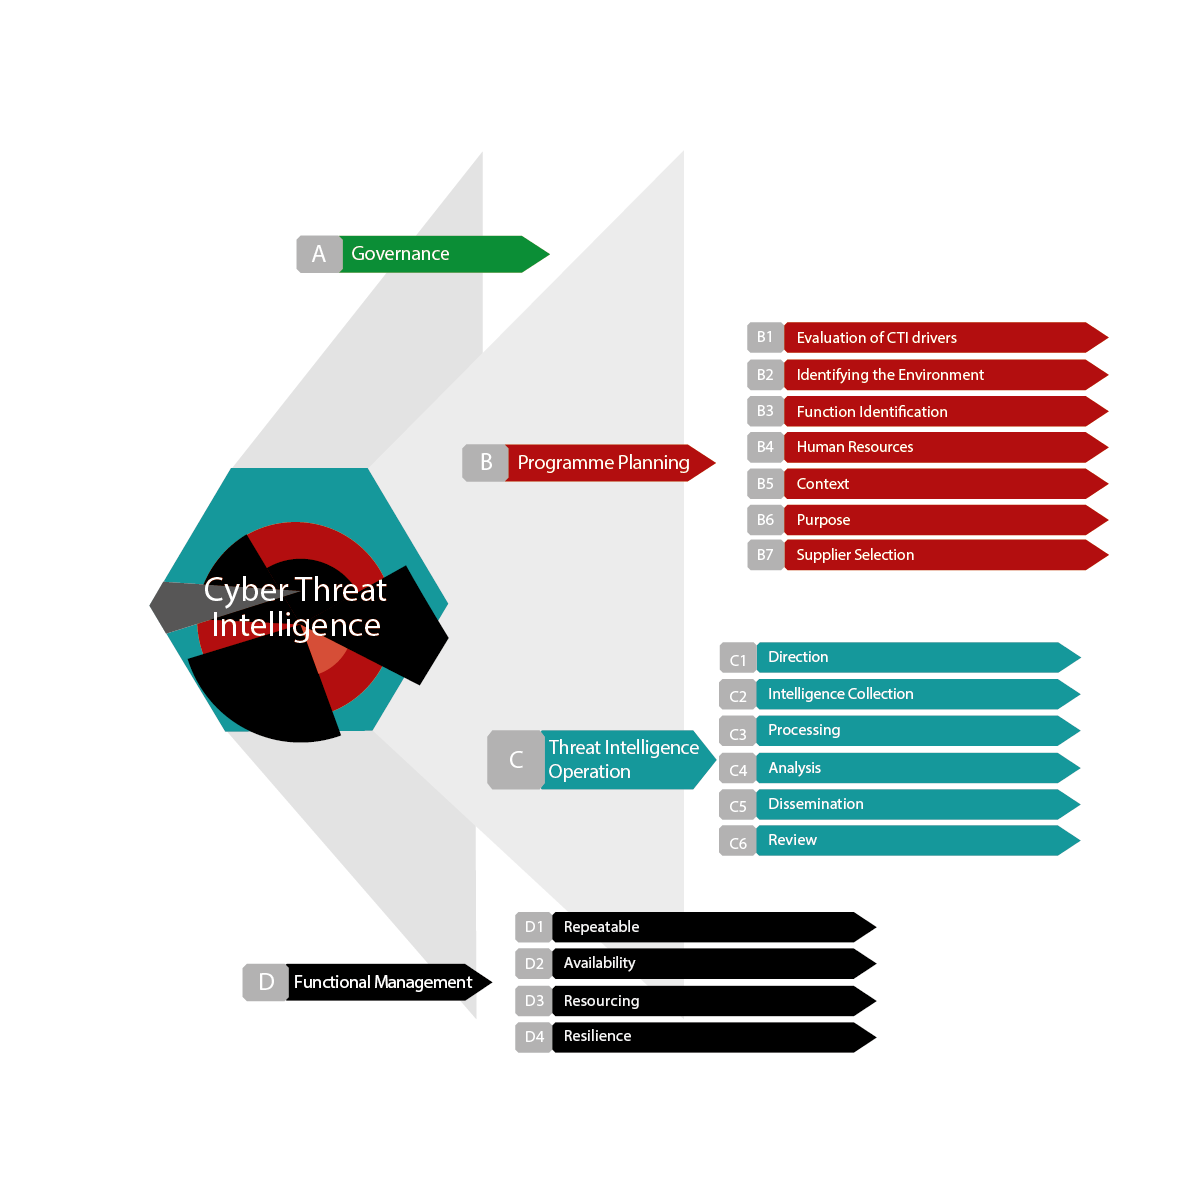 A Governance
B1 Evaluation of CTI drivers
B2 Identifying the Environment
B3 Function Identification
B4 Human Resources
B Programme Planning
B5 Context
B6 Purpose
B7 Supplier Selection
Cyber Threat
Intelligence
C1 Direction
C2 Intelligence Collection
C3 Processing
C Threat Intelligence
Operation
C4 Analysis
C5 Dissemination
C6 Review
D1 Repeatable
D2 Availability
D Functional Management
D3 Resourcing
D4 Resilience